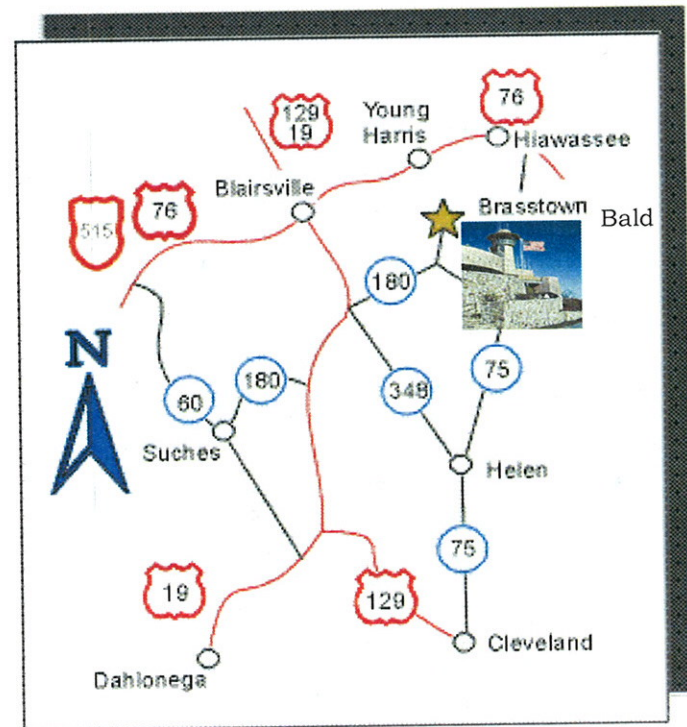 129
19
Young
Harris
76
Hiawassee
Blairsville
76
515
Brasstown
Bald
180
N
60
180
348
75
Suches
Helen
75
19
129
Cleveland
Dahlonega